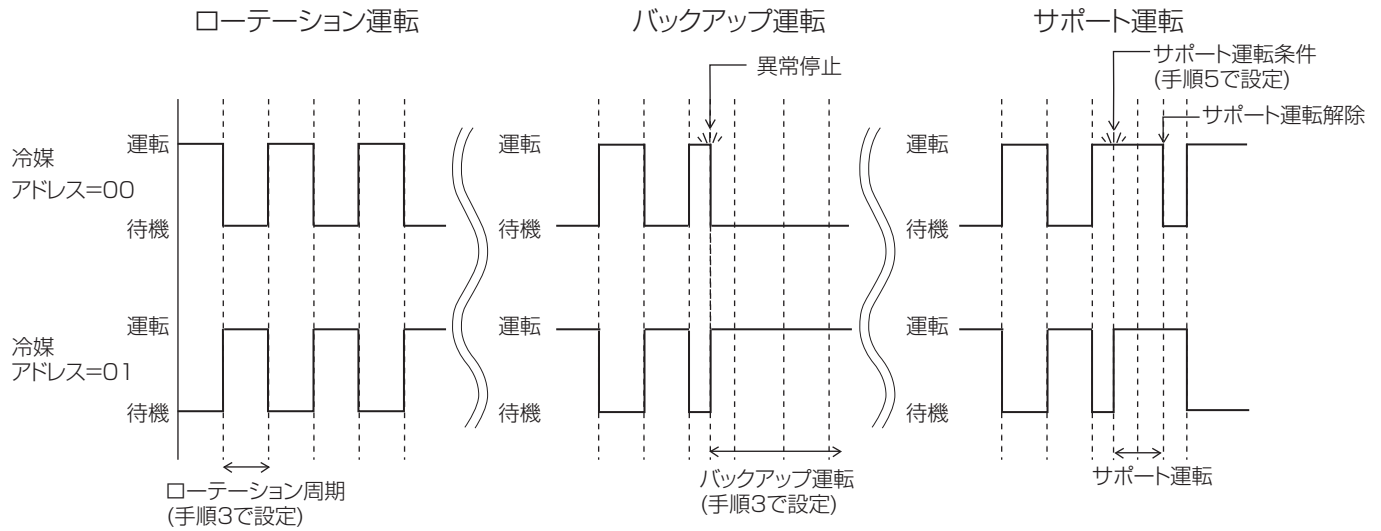 ローテーション運転
バックアップ運転
サポート運転
異常停止
サポート運転条件
(手順5で設定)
サポート運転解除
冷媒
アドレス=00
運転
待機
運転
待機
運転
待機
冷媒
アドレス=01
運転
待機
運転
待機
運転
待機
ローテーション周期
(手順3で設定)
バックアップ運転
(手順3で設定)
サポート運転